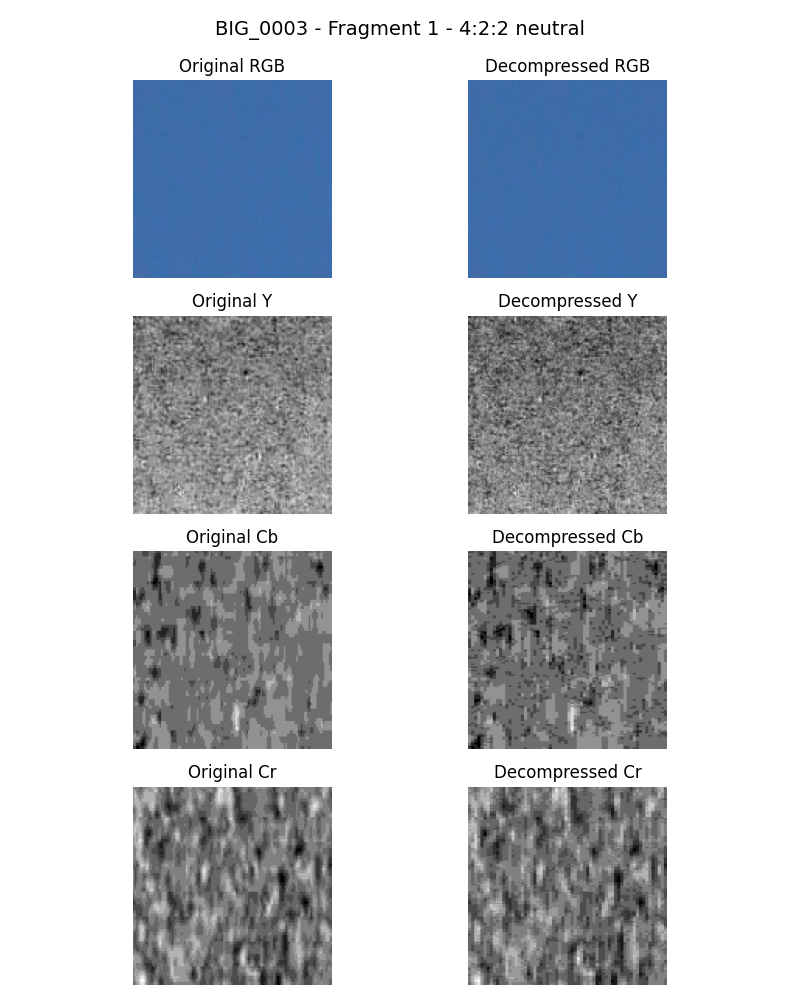 BIG_0003 - Fragment 1 - 4:2:2 neutral
Original RGB
Decompressed RGB
Original Y
Decompressed Y
Original Cb
Decompressed Cb
Original Cr
Decompressed Cr